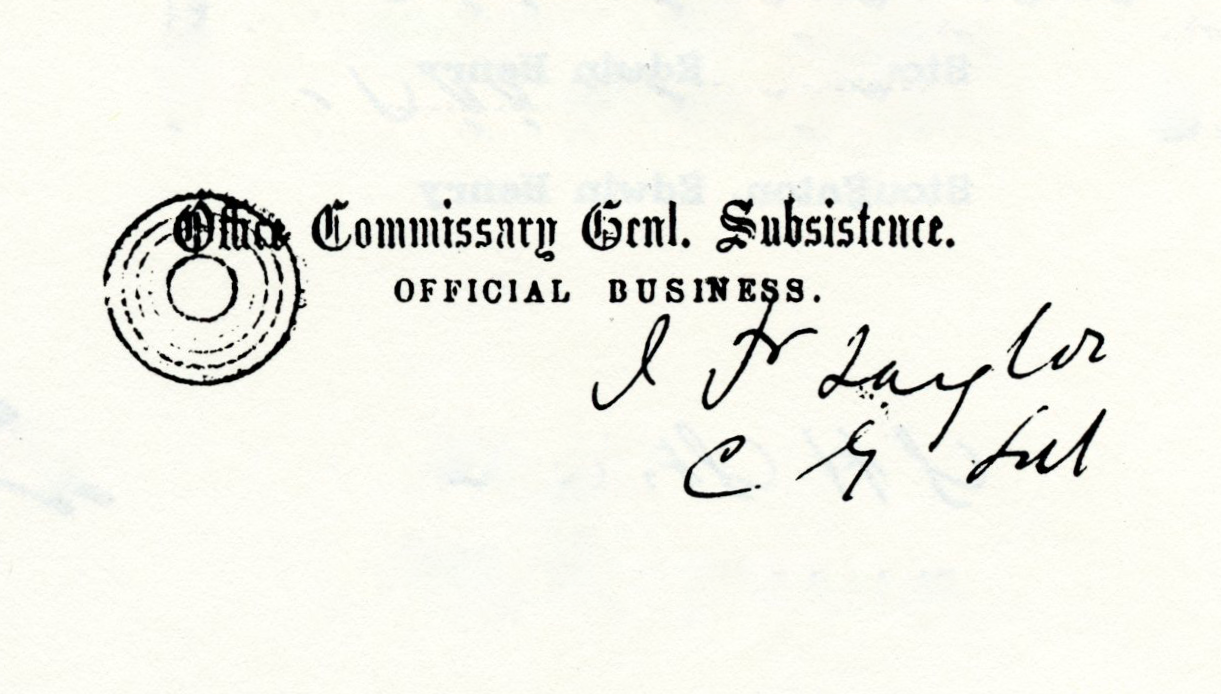 Office Commissary Genl. Subsistence.
OFFICIAL BUSINESS.
J P Taylor
C. G Sub